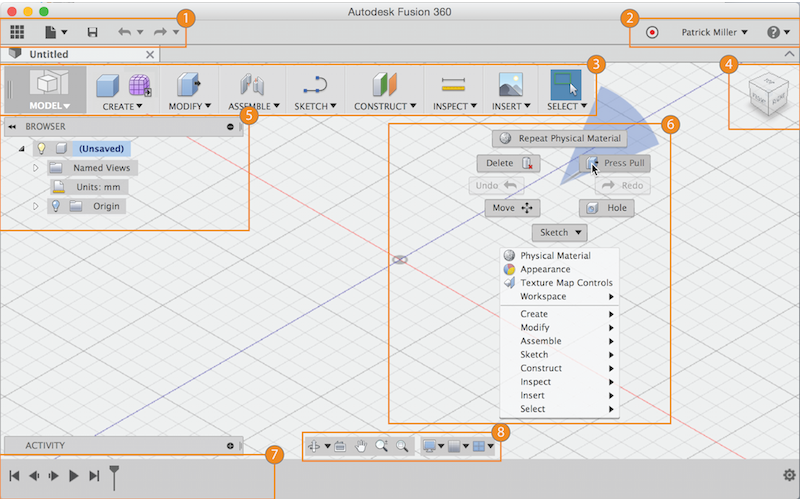 Autodesk Fusion 360
1
2
Patrick Miller
?
Untitled
3
4
MODEL
CREATE
MODIFY
ASSEMBLE
SKETCH
CONSTRUCT
INSPECT
INSERT
SELECT
TOP
5
6
BROWSER
(Unsaved)
Named Views
Units: mm
Origin
Repeat Physical Material
Delete
Press Pull
Undo
Redo
Move
Hole
Sketch
Physical Material
Appearance
Texture Map Controls
Workspace
Create
Modify
Assemble
Sketch
Construct
Inspect
Insert
Select
8
ACTIVITY
7